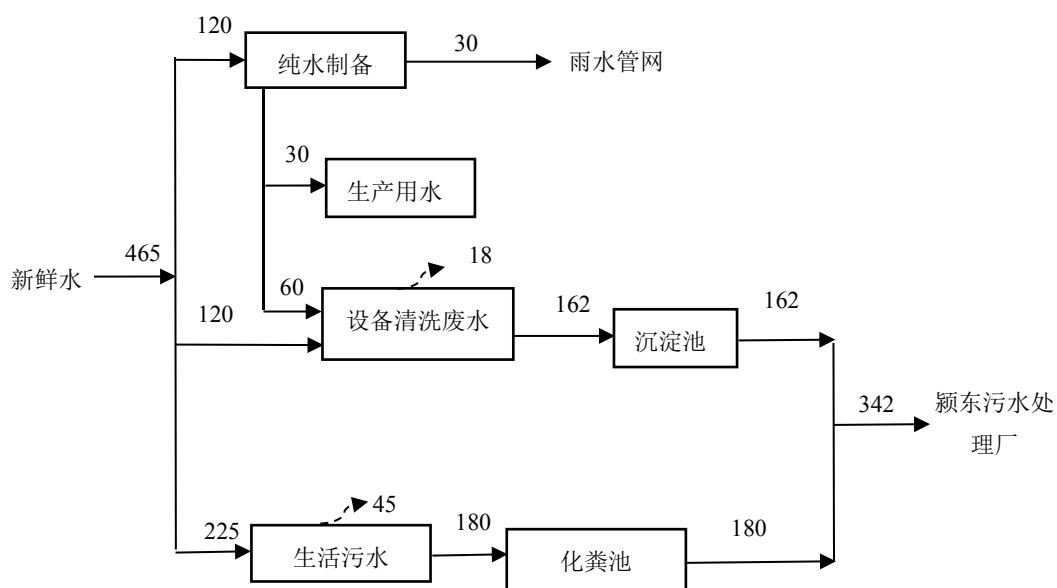 120
纯水制备
30
雨水管网
30
生产用水
新鲜水
465
18
60
设备清洗废水
120
162
沉淀池
162
342
颍东污水处
理厂
225
45
生活污水
180
化粪池
180